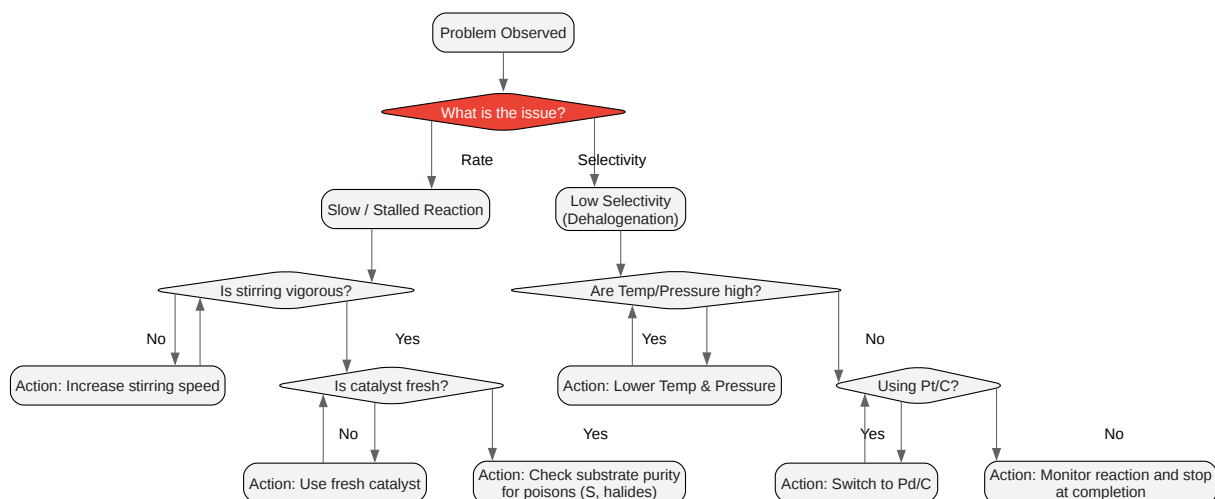 Problem Observed
What is the issue?
Rate
Selectivity
Slow / Stalled Reaction
Low Selectivity
(Dehalogenation)
Is stirring vigorous?
Are Temp/Pressure high?
No
Yes
Yes
No
Action: Increase stirring speed
Is catalyst fresh?
Action: Lower Temp & Pressure
Using Pt/C?
No
Yes
Yes
No
Action: Use fresh catalyst
Action: Check substrate purity
for poisons (S, halides)
Action: Switch to Pd/C
Action: Monitor reaction and stop
at completion